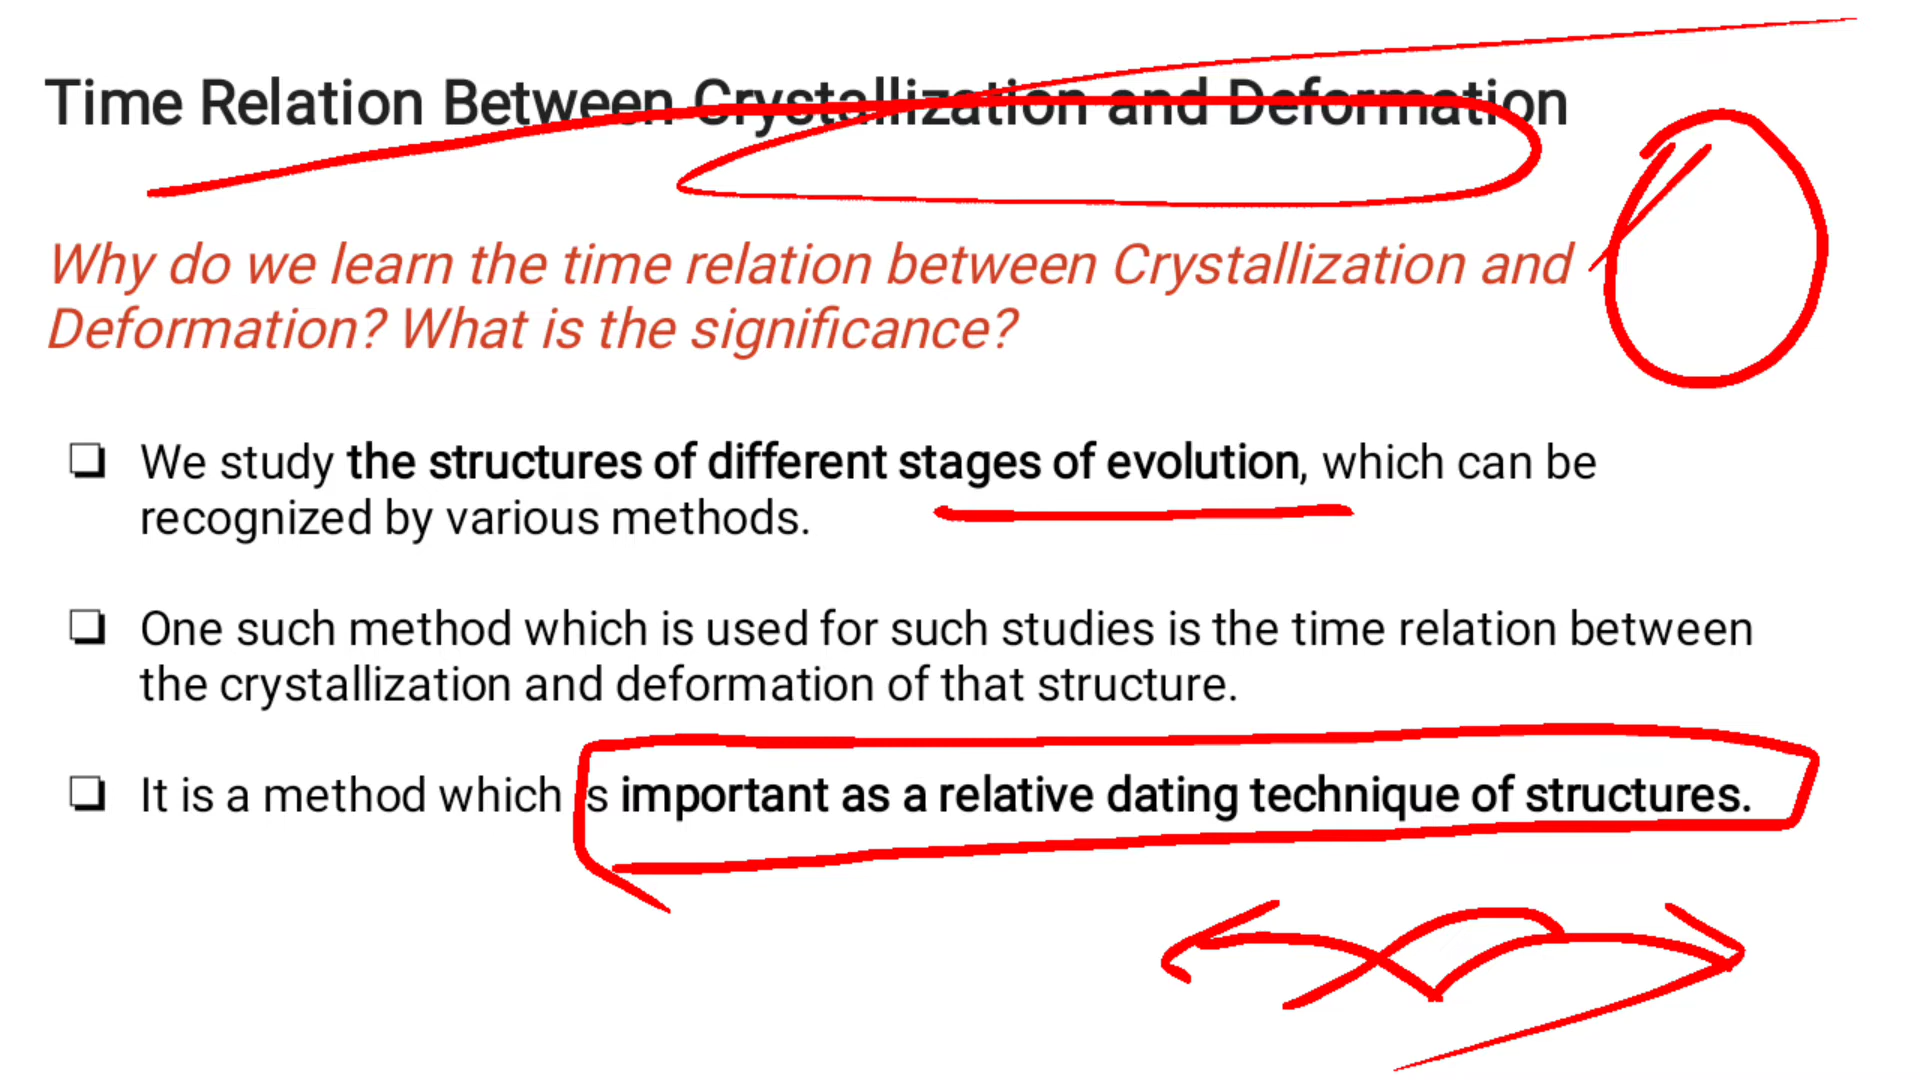 Time Relation Between Crystallization and Deformation
Why do we learn the time relation between Crystallization and
Deformation? What is the significance?
❏ We study the structures of different stages of evolution, which can be
recognized by various methods.
❏ One such method which is used for such studies is the time relation between
the crystallization and deformation of that structure.
❏ It is a method which is important as a relative dating technique of structures.